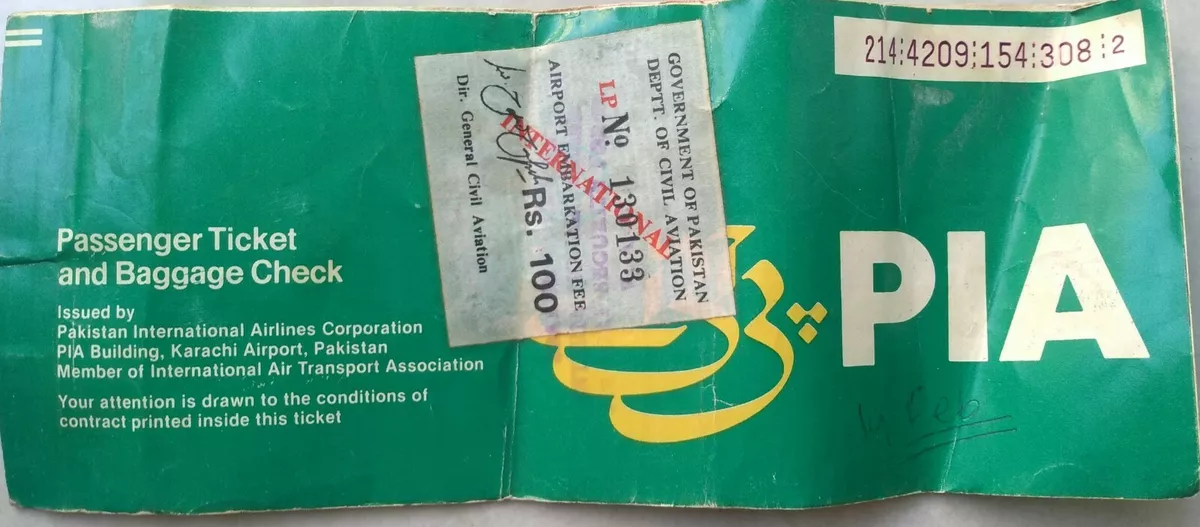 Passenger Ticket
and Baggage Check
Issued by
Pakistan International Airlines Corporation
PIA Building, Karachi Airport, Pakistan
Member of International Air Transport Association
Your attention is drawn to the conditions of
contract printed inside this ticket
GOVERNMENT OF PAKISTAN
DEPTT. OF CIVIL AVIATION
LP No. 130133
INTERNATIONAL
AIRPORT EMBARKATION FEE
Rs. 100
Dir. General Civil Aviation
214:4209:154:308:2
PIA